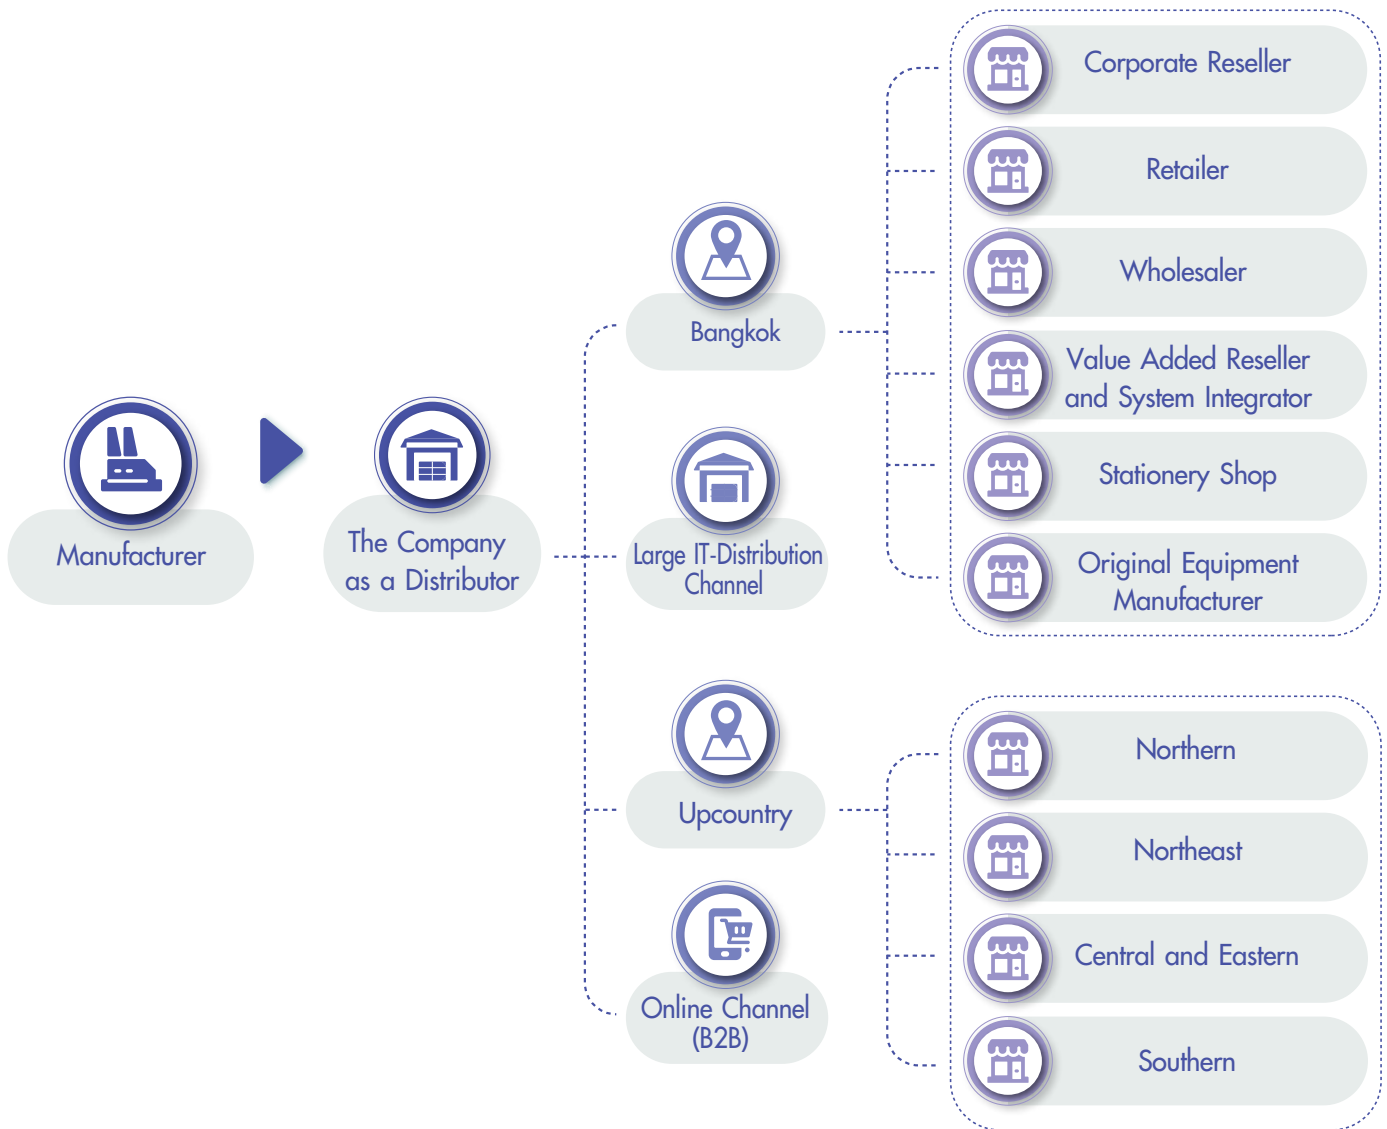 Manufacturer
The Company
as a Distributor
Bangkok
Large IT-Distribution
Channel
Upcountry
Online Channel
(B2B)
Corporate Reseller
Retailer
Wholesaler
Value Added Reseller
and System Integrator
Stationery Shop
Original Equipment
Manufacturer
Northern
Northeast
Central and Eastern
Southern